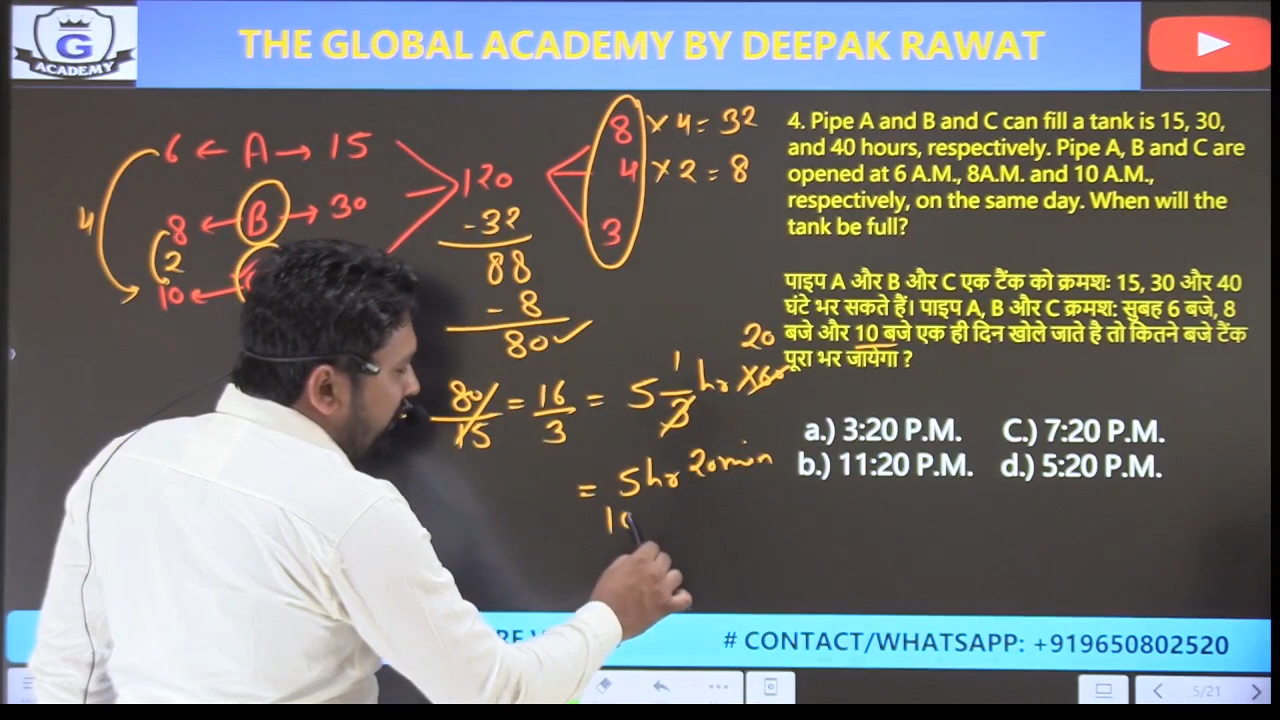 G
ACADEMY
THE GLOBAL ACADEMY BY DEEPAK RAWAT
6 ← A → 15
8 ← B → 30
10 ←
4
2
120
-32
88
- 8
80 ✓
8 × 4 = 32
4 × 2 = 8
3
80/15 = 16/3 = 5 1/3 hr × 60
20
= 5hr 20min
10
4. Pipe A and B and C can fill a tank is 15, 30,
and 40 hours, respectively. Pipe A, B and C are
opened at 6 A.M., 8A.M. and 10 A.M.,
respectively, on the same day. When will the
tank be full?
पाइप A और B और C एक टैंक को क्रमशः 15, 30 और 40
घंटे भर सकते हैं। पाइप A, B और C क्रमश: सुबह 6 बजे, 8
बजे और 10 बजे एक ही दिन खोले जाते है तो कितने बजे टैंक
पूरा भर जायेगा ?
a.) 3:20 P.M. C.) 7:20 P.M.
b.) 11:20 P.M. d.) 5:20 P.M.
# CONTACT/WHATSAPP: +919650802520
5/21